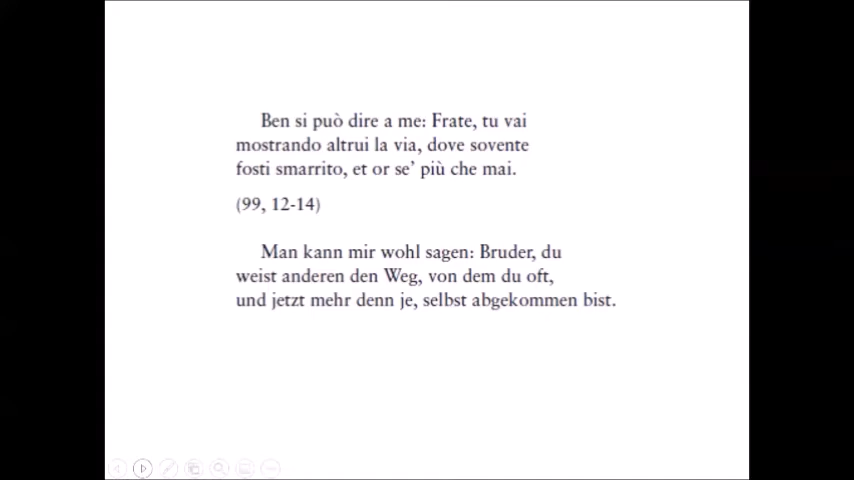 Ben si può dire a me: Frate, tu vai
mostrando altrui la via, dove sovente
fosti smarrito, et or se’ più che mai.
(99, 12-14)
Man kann mir wohl sagen: Bruder, du
weist anderen den Weg, von dem du oft,
und jetzt mehr denn je, selbst abgekommen bist.